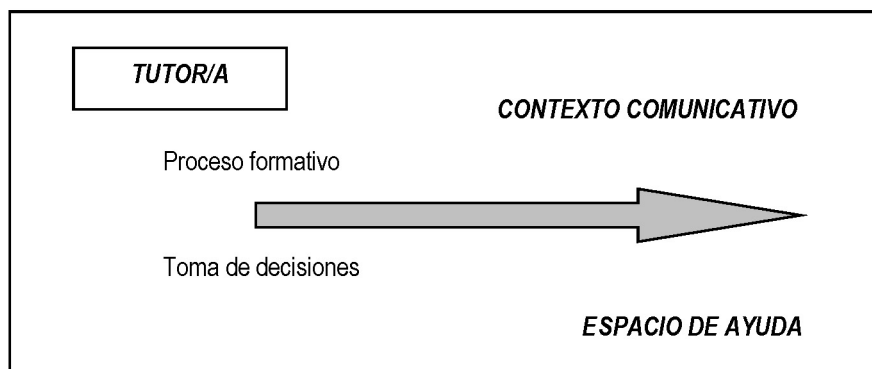 TUTOR/A
CONTEXTO COMUNICATIVO
Proceso formativo
Toma de decisiones
ESPACIO DE AYUDA